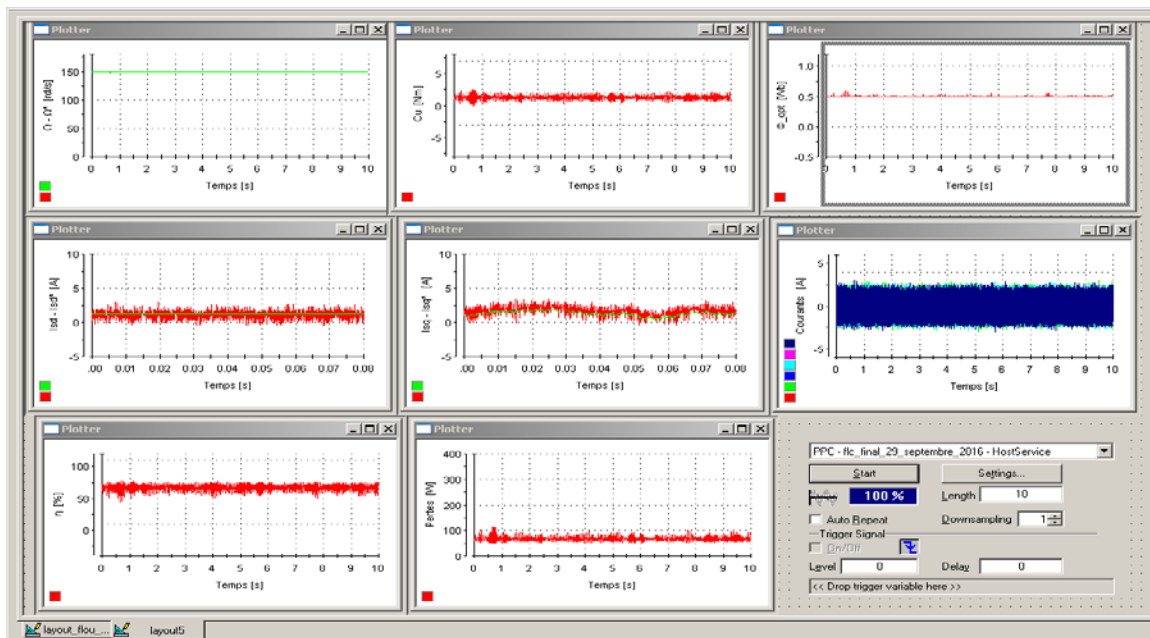 Plotter
Ω - Ω* [rd/s]
150
100
50
0
0 1 2 3 4 5 6 7 8 9 10
Temps [s]
Plotter
Cu [Nm]
5
0
-5
0 1 2 3 4 5 6 7 8 9 10
Temps [s]
Plotter
Φ_opt [Wb]
1.0
0.5
0.0
-0.5
0 1 2 3 4 5 6 7 8 9 10
Temps [s]
Plotter
Isd - Isd* [A]
10
5
0
-5
.00 0.01 0.02 0.03 0.04 0.05 0.06 0.07 0.08
Temps [s]
Plotter
Isq - Isq* [A]
10
5
0
-5
.00 0.01 0.02 0.03 0.04 0.05 0.06 0.07 0.08
Temps [s]
Plotter
Courants [A]
5
0
-5
0 1 2 3 4 5 6 7 8 9 10
Temps [s]
Plotter
η [%]
100
50
0
0 1 2 3 4 5 6 7 8 9 10
Temps [s]
Plotter
Pertes [W]
400
300
200
100
0
0 1 2 3 4 5 6 7 8 9 10
Temps [s]
PPC - flc_final_29_septembre_2016 - HostService
Start Settings...
100 % Length 10
Auto Repeat Downsampling 1
Trigger Signal
On/Off
Level 0 Delay 0
<< Drop trigger variable here >>
layout_flou_... layout5